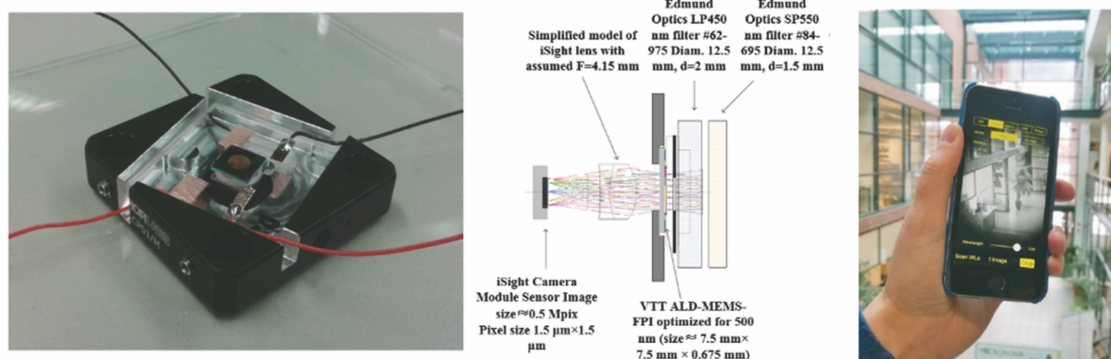 Simplified model of
iSight lens with
assumed F=4.15 mm
Edmund
Optics LP450
nm filter #62-
975 Diam. 12.5
mm, d=2 mm
Edmund
Optics SP550
nm filter #84-
695 Diam. 12.5
mm, d=1.5 mm
iSight Camera
Module Sensor Image
size≈0.5 Mpix
Pixel size 1.5 μm×1.5
μm
VTT ALD-MEMS-
FPI optimized for 500
nm (size≈ 7.5 mm×
7.5 mm × 0.675 mm)
Wavelength
1 Image